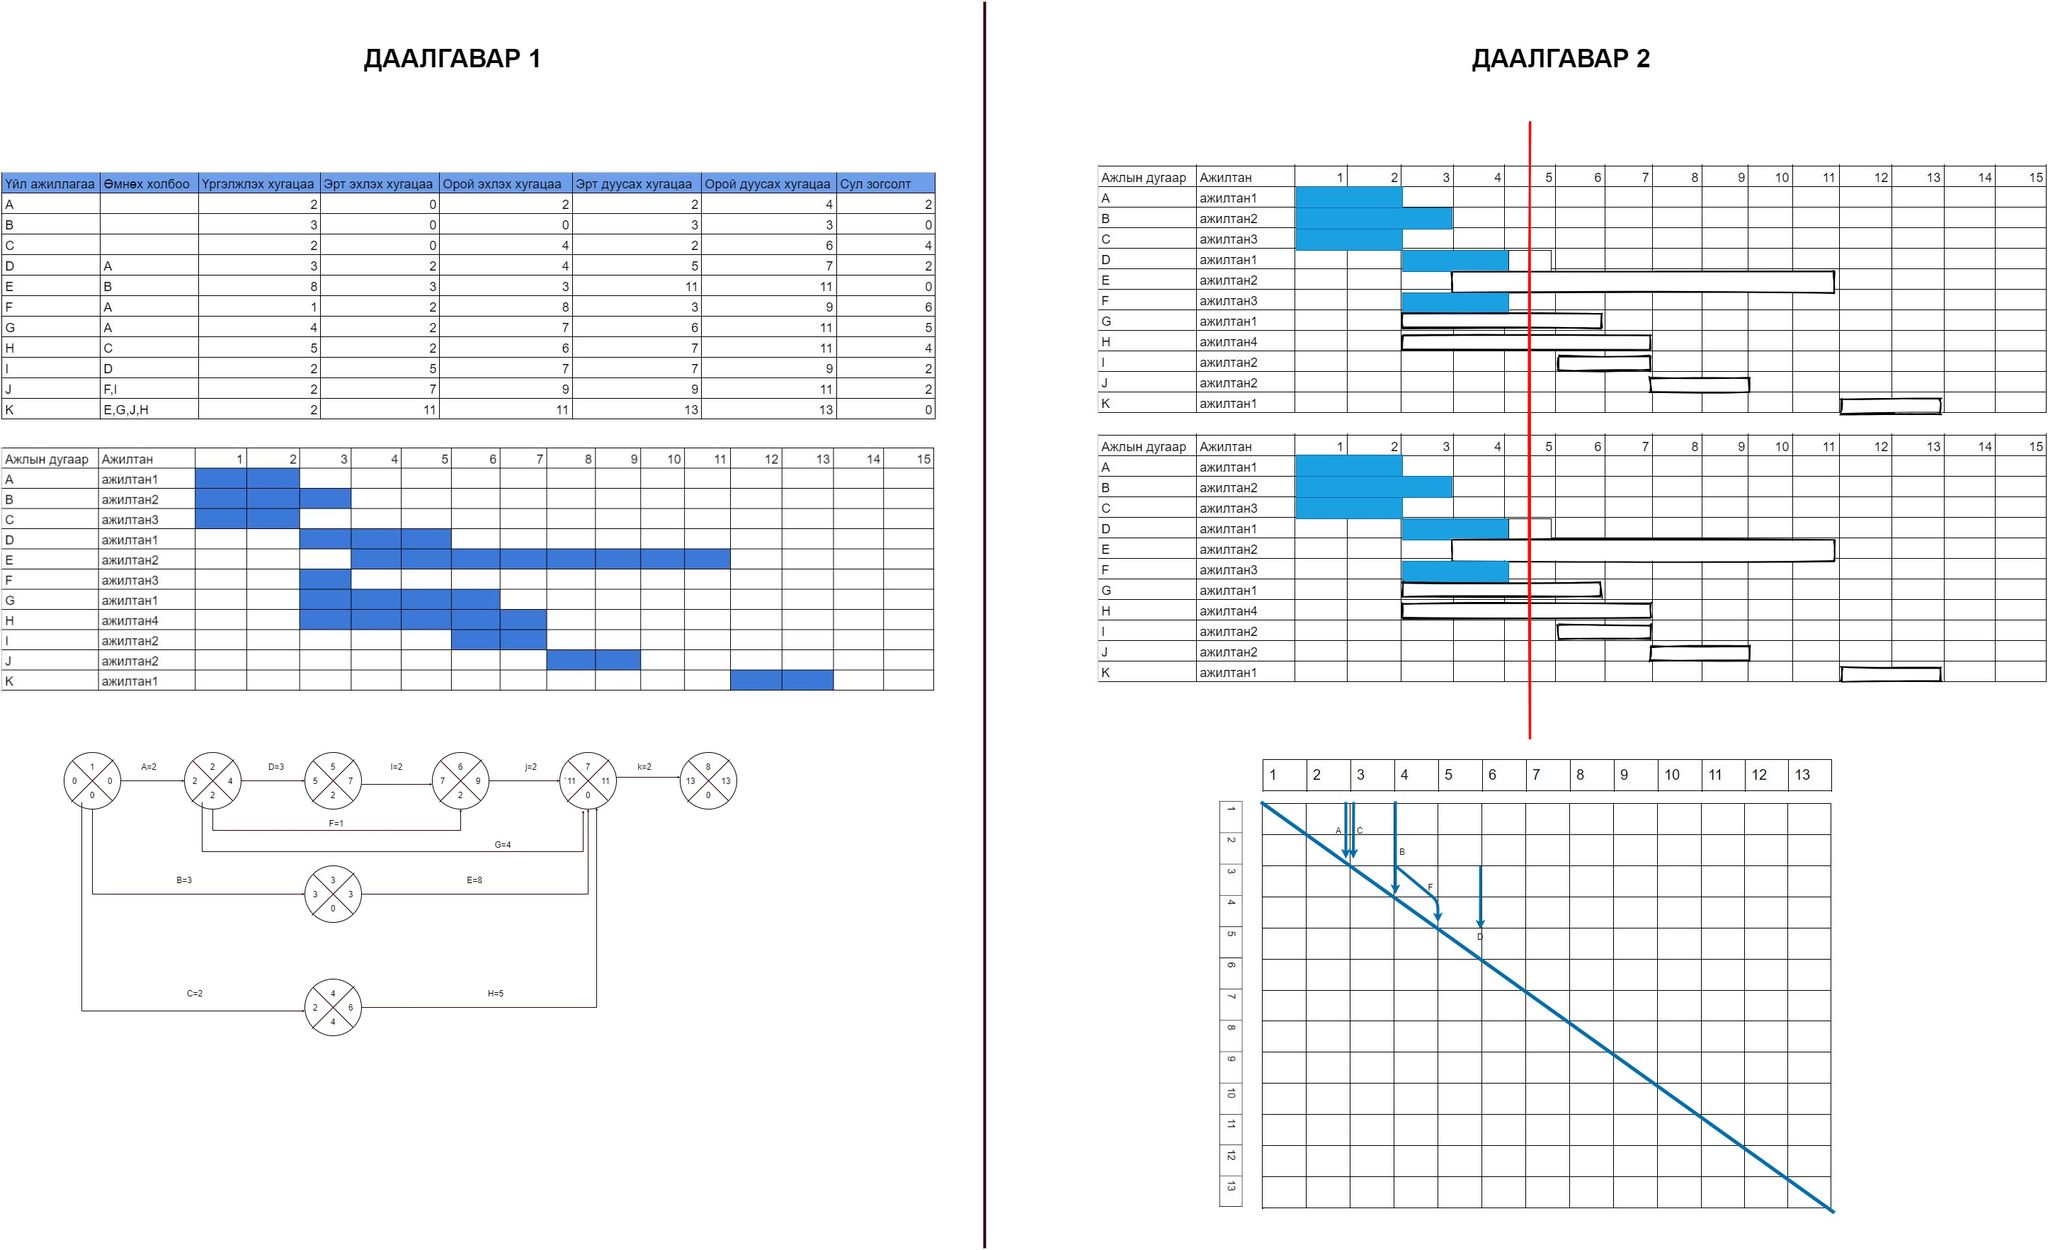 ДААЛГАВАР 1
Үйл ажиллагаа Өмнөх холбоо Үргэлжлэх хугацаа Эрт эхлэх хугацаа Орой эхлэх хугацаа Эрт дуусах хугацаа Орой дуусах хугацаа Сул зогсолт
A 2 0 2 2 4 2
B 3 0 0 3 3 0
C 2 0 4 2 6 4
D A 3 2 4 5 7 2
E B 8 3 3 11 11 0
F A 1 2 8 3 9 6
G A 4 2 7 6 11 5
H C 5 2 6 7 11 4
I D 2 5 7 7 9 2
J F,I 2 7 9 9 11 2
K E,G,J,H 2 11 11 13 13 0
Ажлын дугаар Ажилтан 1 2 3 4 5 6 7 8 9 10 11 12 13 14 15
A ажилтан1
B ажилтан2
C ажилтан3
D ажилтан1
E ажилтан2
F ажилтан3
G ажилтан1
H ажилтан4
I ажилтан2
J ажилтан2
K ажилтан1
1 0 0 0
A=2
2 2 4 2
D=3
5 5 7 2
I=2
6 7 9 2
j=2
7 '11 11 0
k=2
8 13 13 0
F=1
G=4
B=3
3 3 3 0
E=8
C=2
4 2 6 4
H=5
ДААЛГАВАР 2
Ажлын дугаар Ажилтан 1 2 3 4 5 6 7 8 9 10 11 12 13 14 15
A ажилтан1
B ажилтан2
C ажилтан3
D ажилтан1
E ажилтан2
F ажилтан3
G ажилтан1
H ажилтан4
I ажилтан2
J ажилтан2
K ажилтан1
Ажлын дугаар Ажилтан 1 2 3 4 5 6 7 8 9 10 11 12 13 14 15
A ажилтан1
B ажилтан2
C ажилтан3
D ажилтан1
E ажилтан2
F ажилтан3
G ажилтан1
H ажилтан4
I ажилтан2
J ажилтан2
K ажилтан1
1 2 3 4 5 6 7 8 9 10 11 12 13
1
2
3
4
5
6
7
8
9
10
11
12
13
A C
B
F
D